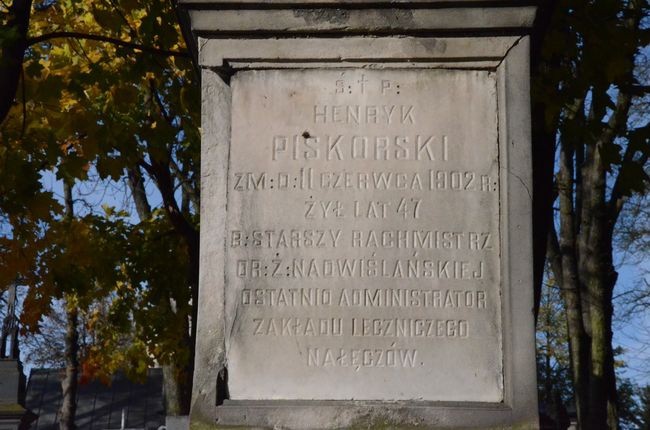 Ś: † P:
HENRYK
PISKORSKI
ZM: D: 11 CZERWCA 1902 R:
ŻYŁ LAT 47
B: STARSZY RACHMISTRZ
DR: Ż: NADWIŚLAŃSKIEJ
OSTATNIO ADMINISTRATOR
ZAKŁADU LECZNICZEGO
NAŁĘCZÓW.